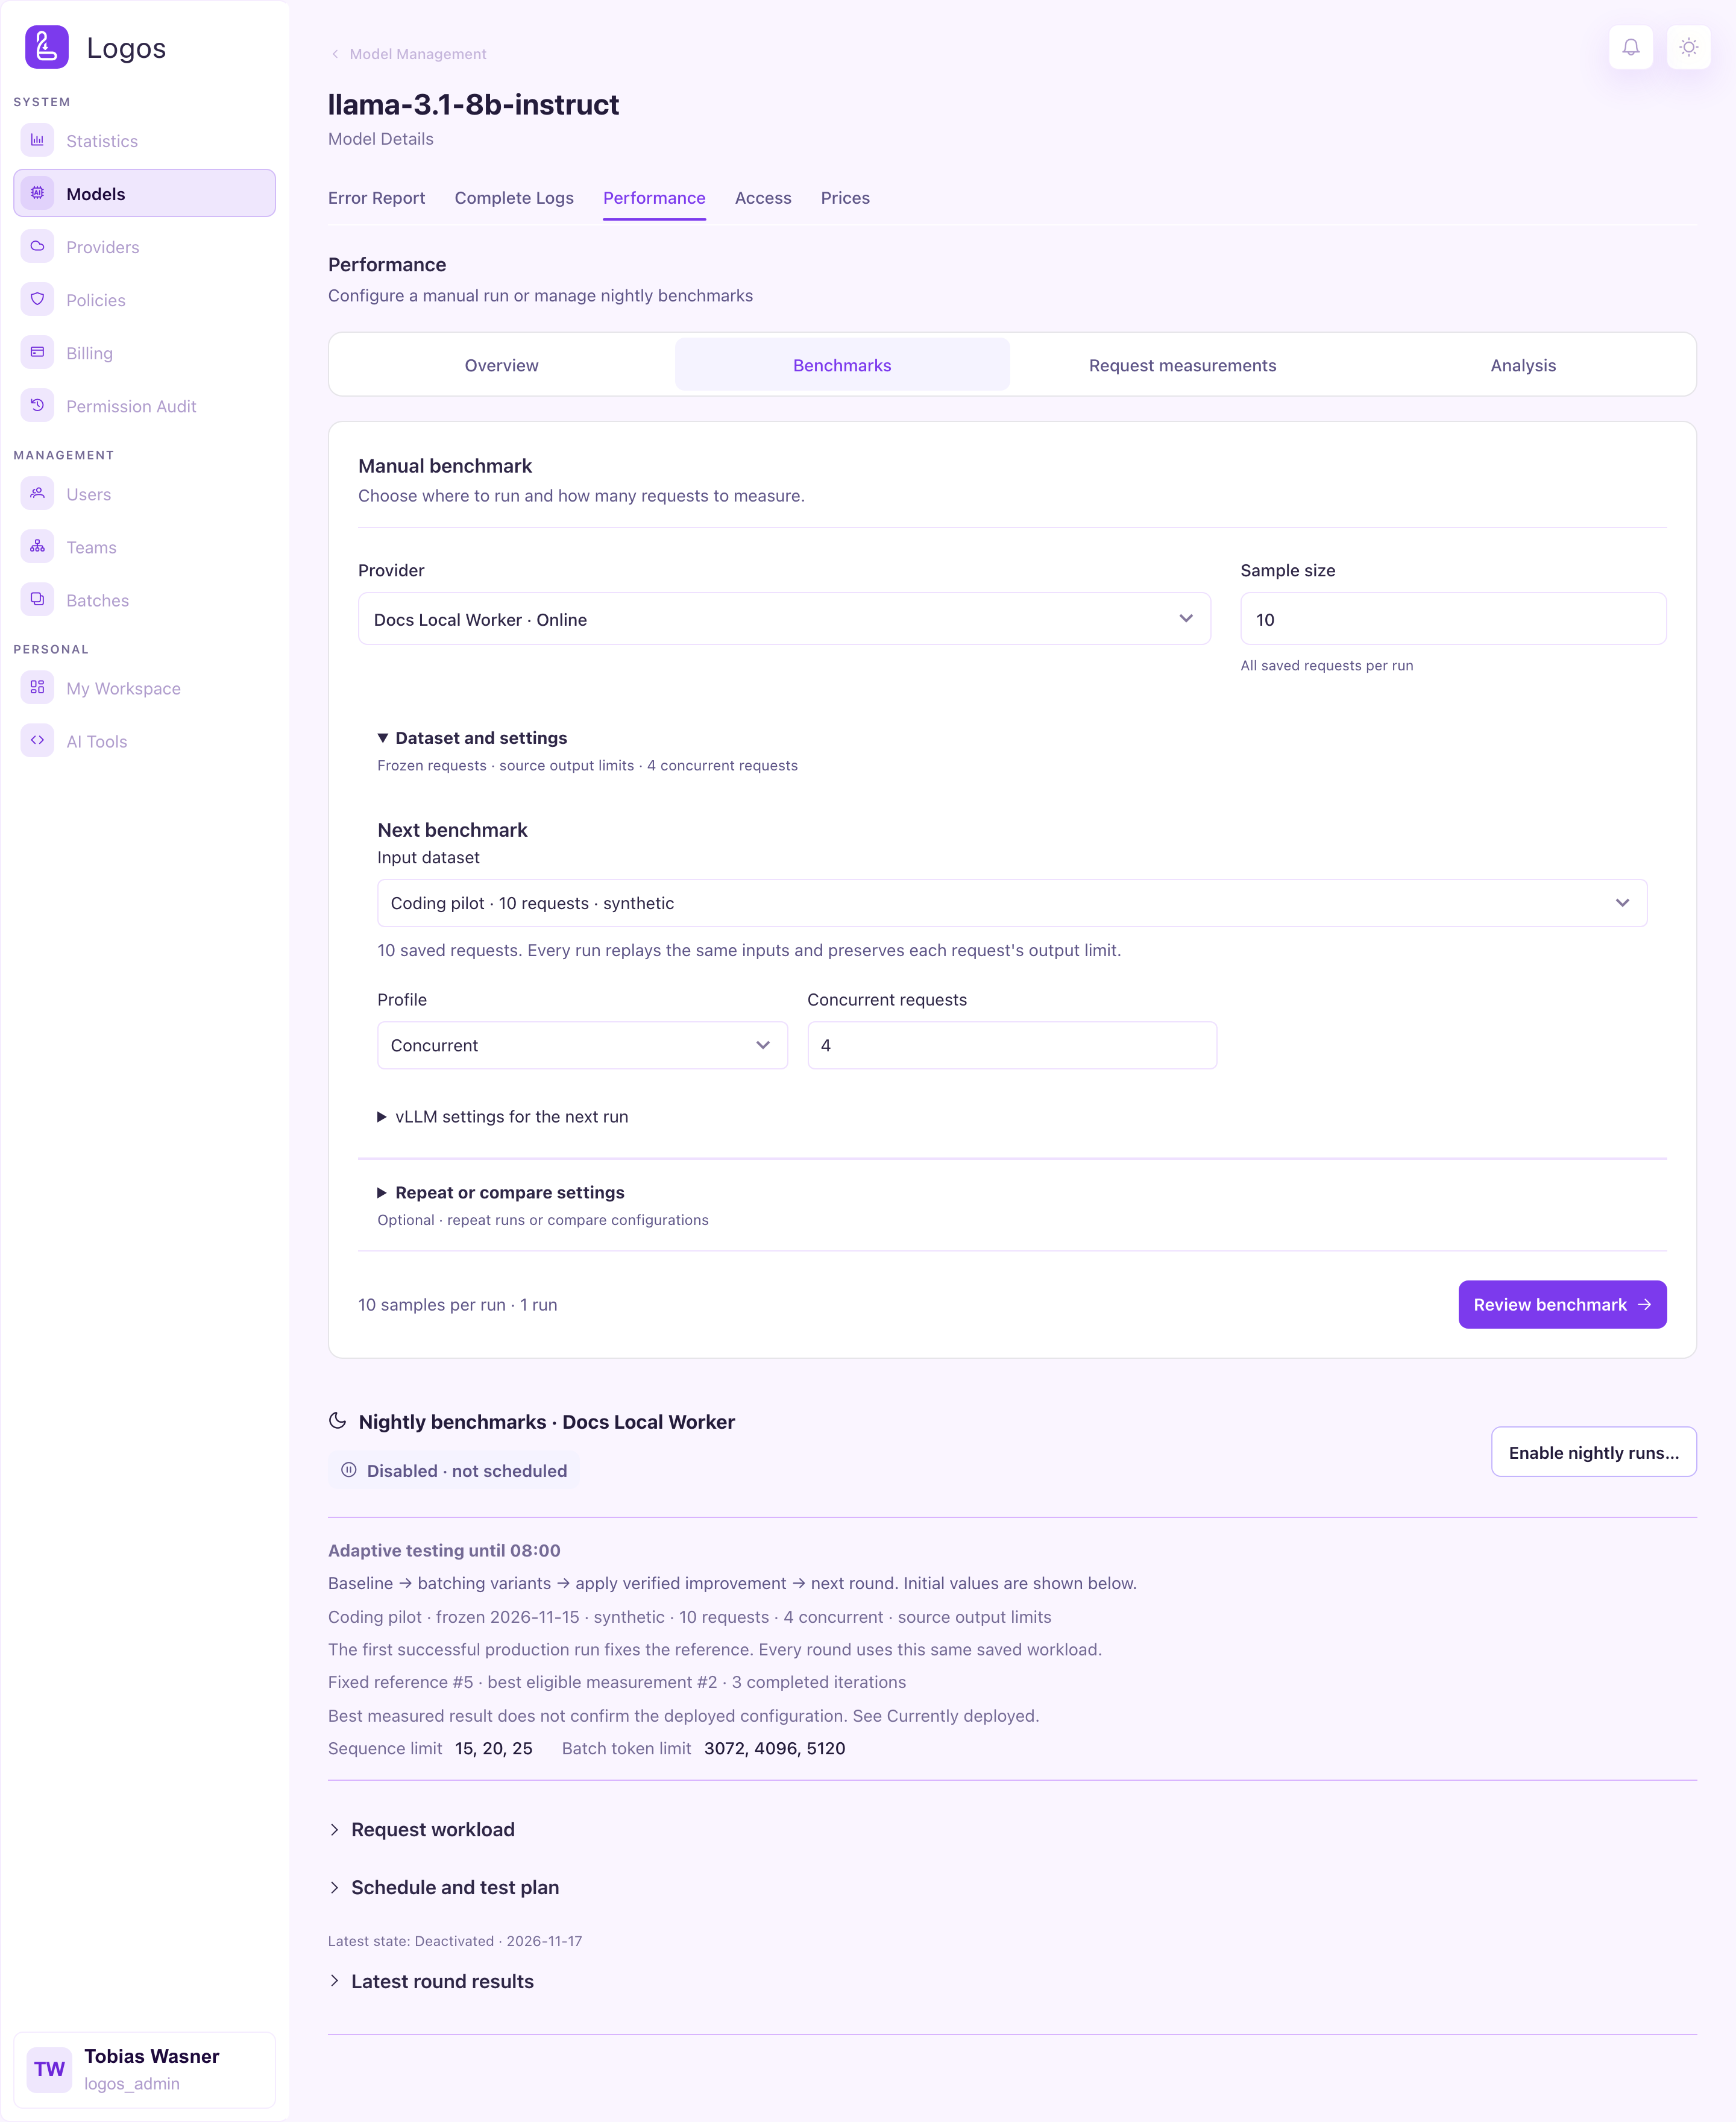 Logos
SYSTEM
Statistics
Models
Providers
Policies
Billing
Permission Audit
MANAGEMENT
Users
Teams
Batches
PERSONAL
My Workspace
AI Tools
TW
Tobias Wasner
logos_admin
Model Management
llama-3.1-8b-instruct
Model Details
Error Report Complete Logs Performance Access Prices
Performance
Configure a manual run or manage nightly benchmarks
Overview Benchmarks Request measurements Analysis
Manual benchmark
Choose where to run and how many requests to measure.
Provider Sample size
Docs Local Worker · Online 10
All saved requests per run
Dataset and settings
Frozen requests · source output limits · 4 concurrent requests
Next benchmark
Input dataset
Coding pilot · 10 requests · synthetic
10 saved requests. Every run replays the same inputs and preserves each request's output limit.
Profile Concurrent requests
Concurrent 4
vLLM settings for the next run
Repeat or compare settings
Optional · repeat runs or compare configurations
10 samples per run · 1 run Review benchmark →
Nightly benchmarks · Docs Local Worker
Disabled · not scheduled Enable nightly runs...
Adaptive testing until 08:00
Baseline → batching variants → apply verified improvement → next round. Initial values are shown below.
Coding pilot · frozen 2026-11-15 · synthetic · 10 requests · 4 concurrent · source output limits
The first successful production run fixes the reference. Every round uses this same saved workload.
Fixed reference #5 · best eligible measurement #2 · 3 completed iterations
Best measured result does not confirm the deployed configuration. See Currently deployed.
Sequence limit 15, 20, 25 Batch token limit 3072, 4096, 5120
Request workload
Schedule and test plan
Latest state: Deactivated · 2026-11-17
Latest round results